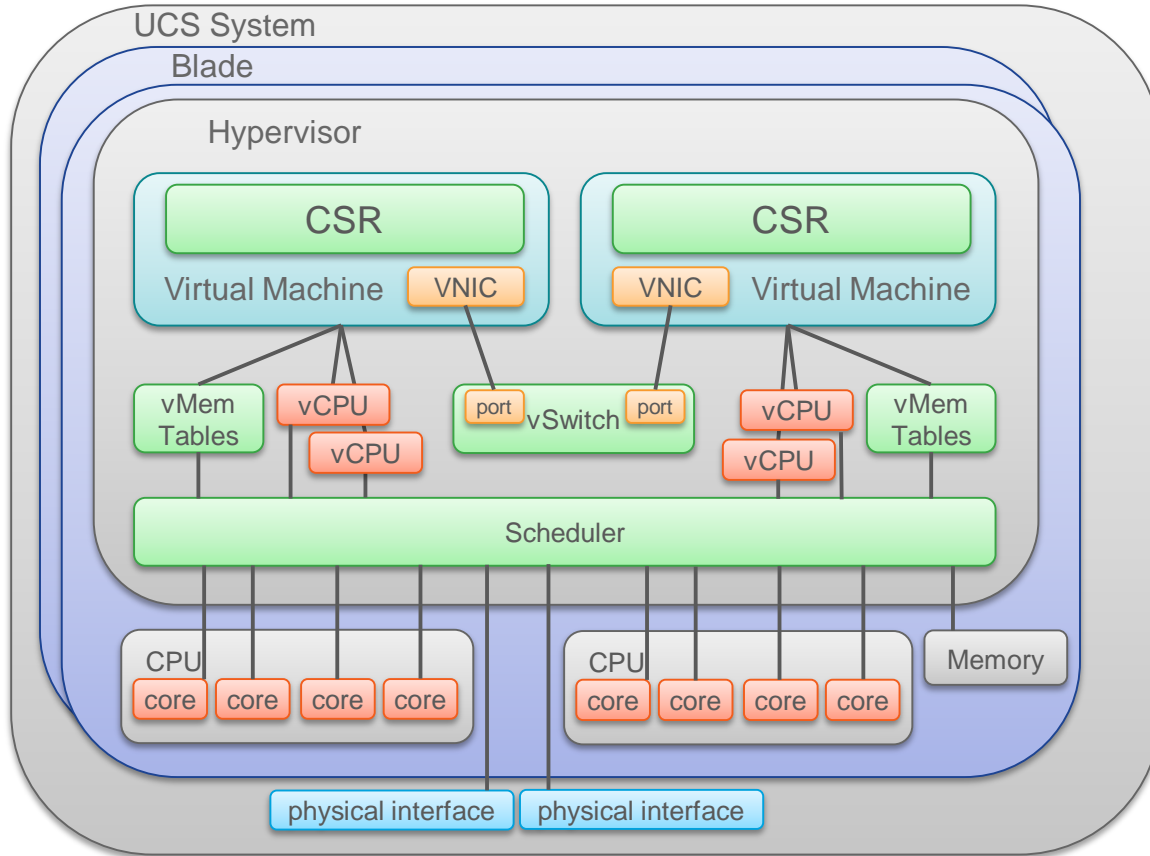 UCS System
Blade
Hypervisor
CSR
Virtual Machine
VNIC
CSR
VNIC
Virtual Machine
vMem
Tables
vCPU
vCPU
port
vSwitch
port
vCPU
vCPU
vMem
Tables
Scheduler
CPU
core
core
core
core
CPU
core
core
core
core
Memory
physical interface
physical interface